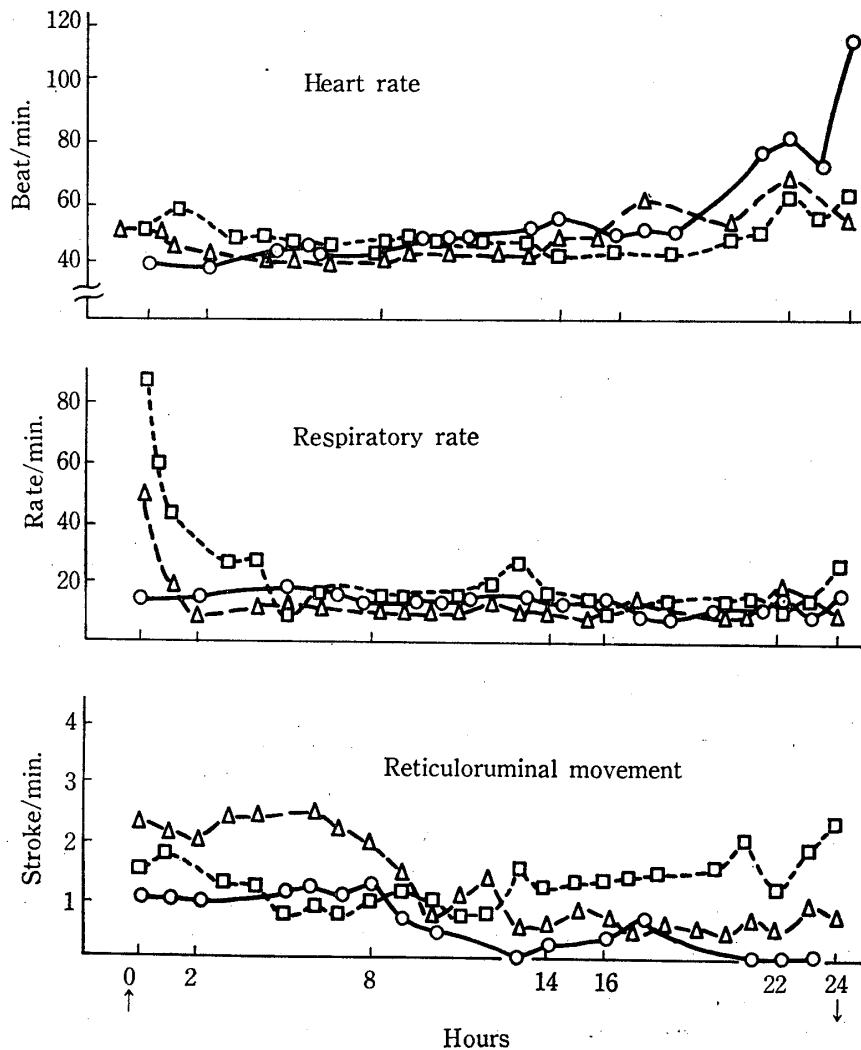 120
100
80
60
40
Beat/min.
Heart rate
80
60
40
20
Rate/min.
Respiratory rate
4
3
2
1
Stroke/min.
Reticuloruminal movement
0 2 8 14 16 22 24
↑ ↓
Hours